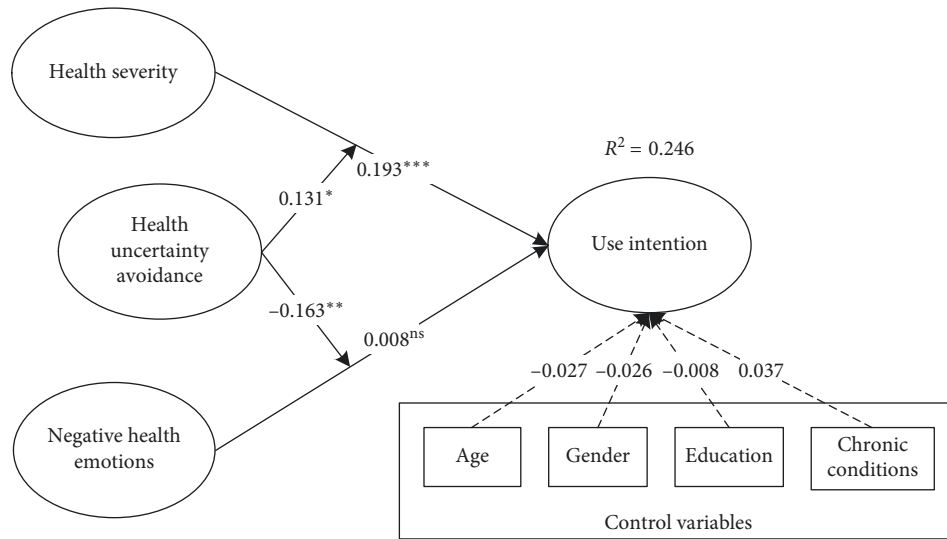 Health severity
R² = 0.246
0.193***
0.131*
Health
uncertainty
avoidance
Use intention
–0.163**
0.008ns
–0.027
–0.026
–0.008
0.037
Negative health
emotions
Age
Gender
Education
Chronic
conditions
Control variables